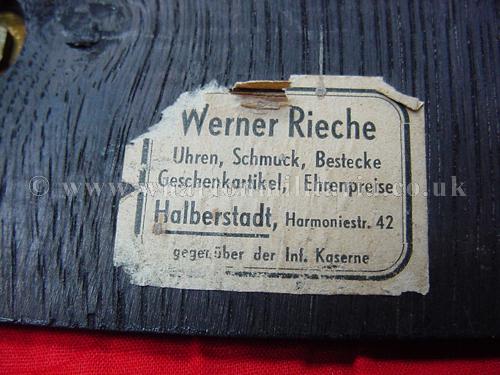 Werner Rieche
Uhren, Schmuck, Bestecke
Geschenkartikel, Ehrenpreise
Halberstadt, Harmoniestr. 42
gegenüber der Inf. Kaserne